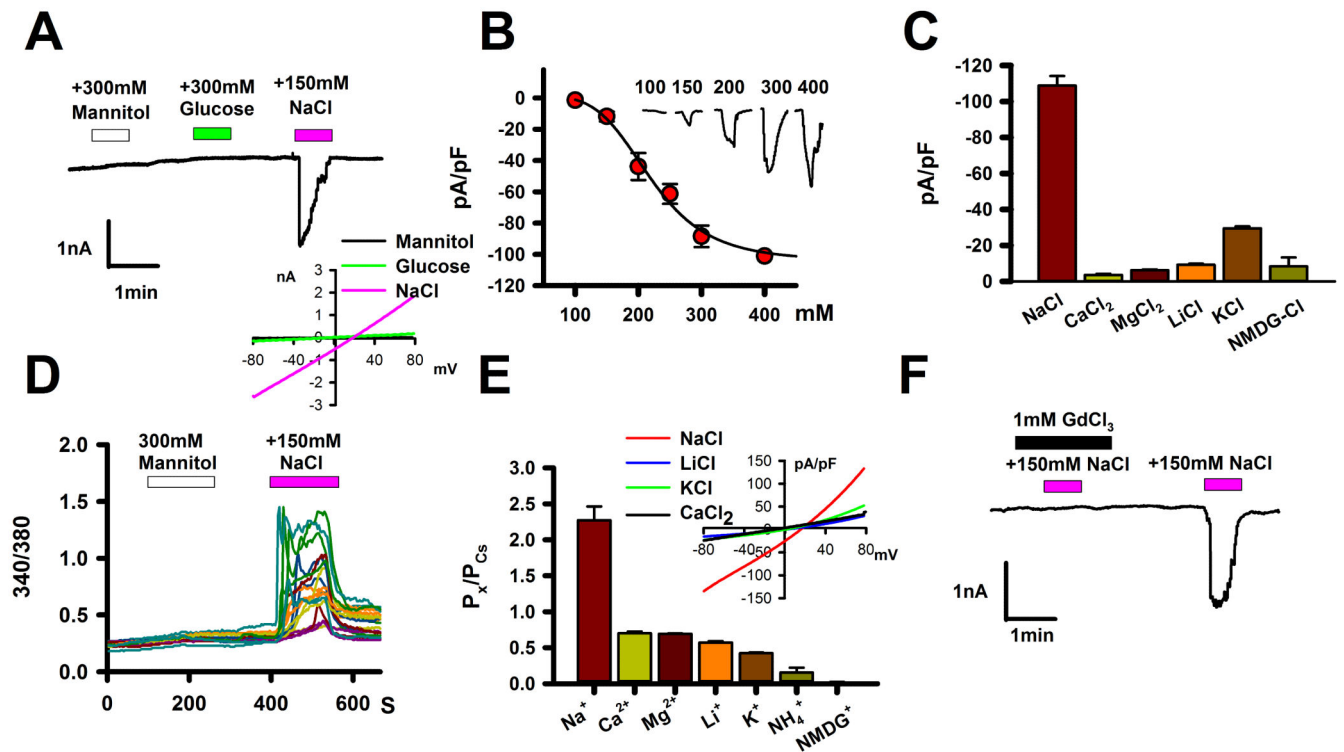 A
+300mM
Mannitol
+300mM
Glucose
+150mM
NaCl
1nA
1min
Mannitol
Glucose
NaCl
nA
3
2
1
0
-1
-2
-3
-80
-40
0
40
80
mV
B
pA/pF
0
-20
-40
-60
-80
-100
-120
100
200
300
400
mM
100 150 200 300 400
C
pA/pF
-120
-100
-80
-60
-40
-20
0
NaCl
CaCl₂
MgCl₂
LiCl
KCl
NMDG-Cl
D
340/380
2.0
1.5
1.0
0.5
0.0
0
200
400
600
S
300mM
Mannitol
+150mM
NaCl
E
Pₓ/P_Cs
3.0
2.5
2.0
1.5
1.0
0.5
0.0
Na⁺
Ca²⁺
Mg²⁺
Li⁺
K⁺
NH₄⁺
NMDG⁺
NaCl
LiCl
KCl
CaCl₂
pA/pF
150
100
50
0
-50
-100
-150
-80
-40
0
40
80
mV
F
1mM GdCl₃
+150mM NaCl
+150mM NaCl
1nA
1min